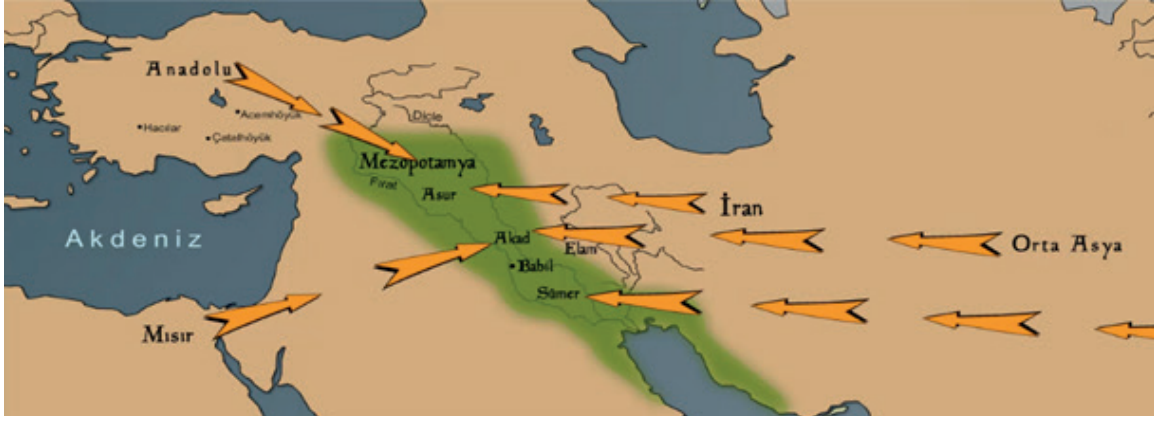 Anadolu
Acemhöyük
Hacılar
Çatalhöyük
Dicle
Mezopotamya
Fırat
Asur
İran
Akdeniz
Akad
Elam
Orta Asya
Babil
Sümer
Mısır